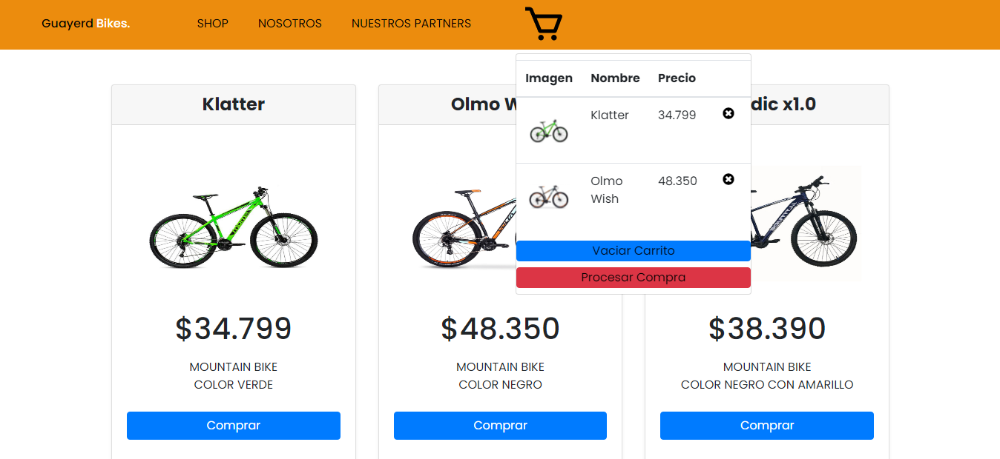 Guayerd Bikes.
SHOP
NOSOTROS
NUESTROS PARTNERS
Imagen Nombre Precio
Klatter 34.799
Olmo 48.350
Wish
Vaciar Carrito
Procesar Compra
Klatter
$34.799
MOUNTAIN BIKE
COLOR VERDE
Comprar
Olmo W
$48.350
MOUNTAIN BIKE
COLOR NEGRO
Comprar
dic x1.0
$38.390
MOUNTAIN BIKE
COLOR NEGRO CON AMARILLO
Comprar